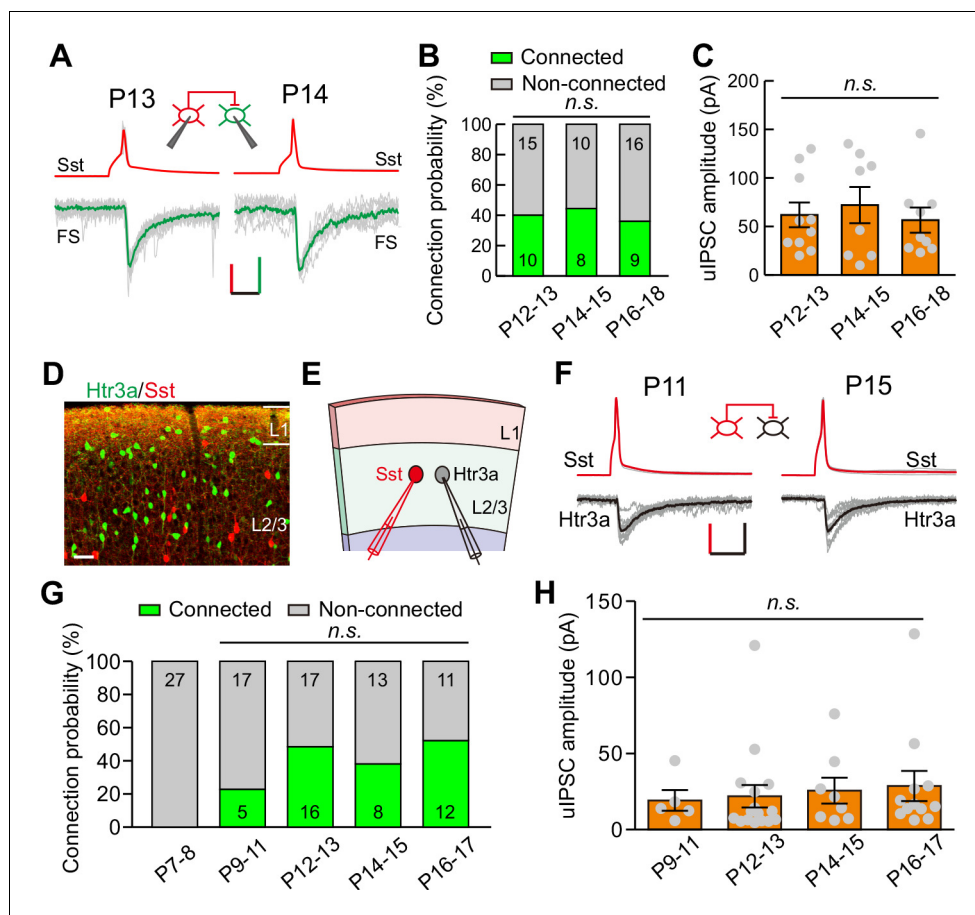 A
P13
P14
Sst
FS
FS
B
Connected
Non-connected
n.s.
Connection probability (%)
100
80
60
40
20
0
15
10
16
10
8
9
P12-13
P14-15
P16-18
C
n.s.
uIPSC amplitude (pA)
200
150
100
50
0
P12-13
P14-15
P16-18
D
Htr3a/Sst
L1
L2/3
E
L1
Sst
Htr3a
L2/3
F
P11
P15
Sst
Sst
Htr3a
Htr3a
G
Connected
Non-connected
n.s.
Connection probability (%)
100
80
60
40
20
0
27
17
17
13
11
5
16
8
12
P7-8
P9-11
P12-13
P14-15
P16-17
H
n.s.
uIPSC amplitude (pA)
150
100
50
0
P9-11
P12-13
P14-15
P16-17